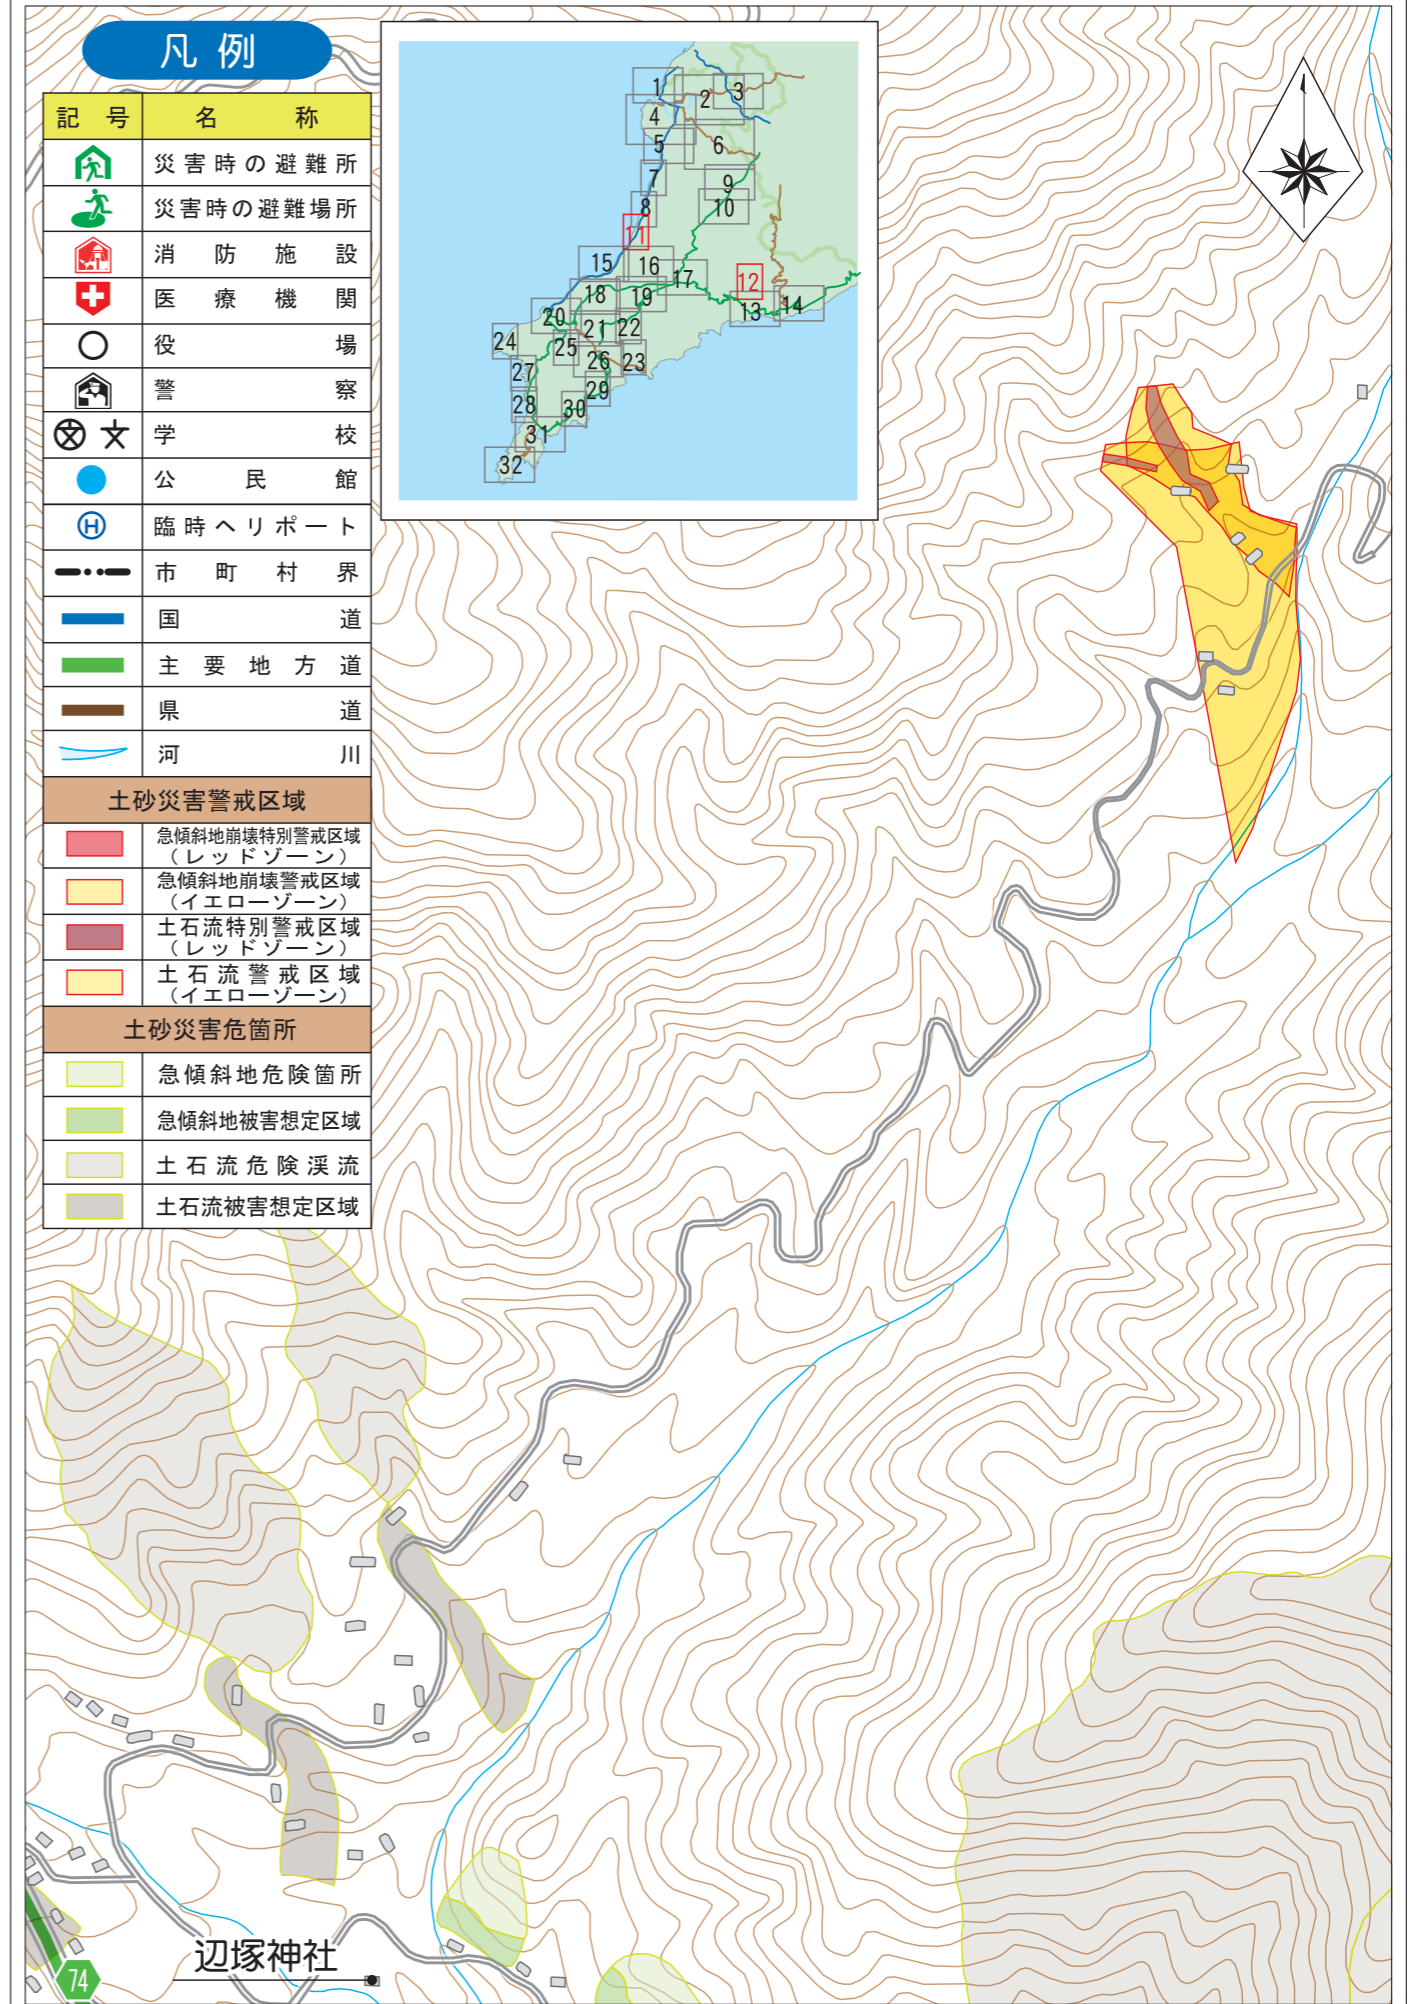 凡例
記号 名称
災害時の避難所
災害時の避難場所
消防施設
医療機関
役場
警察
学校
公民館
H 臨時ヘリポート
市町村界
国道
主要地方道
県道
河川
土砂災害警戒区域
急傾斜地崩壊特別警戒区域
（レッドゾーン）
急傾斜地崩壊警戒区域
（イエローゾーン）
土石流特別警戒区域
（レッドゾーン）
土石流警戒区域
（イエローゾーン）
土砂災害危箇所
急傾斜地危険箇所
急傾斜地被害想定区域
土石流危険渓流
土石流被害想定区域
1
2
3
4
5
6
7
8
9
10
11
12
13
14
15
16
17
18
19
20
21
22
23
24
25
26
27
28
29
30
31
32
辺塚神社
74